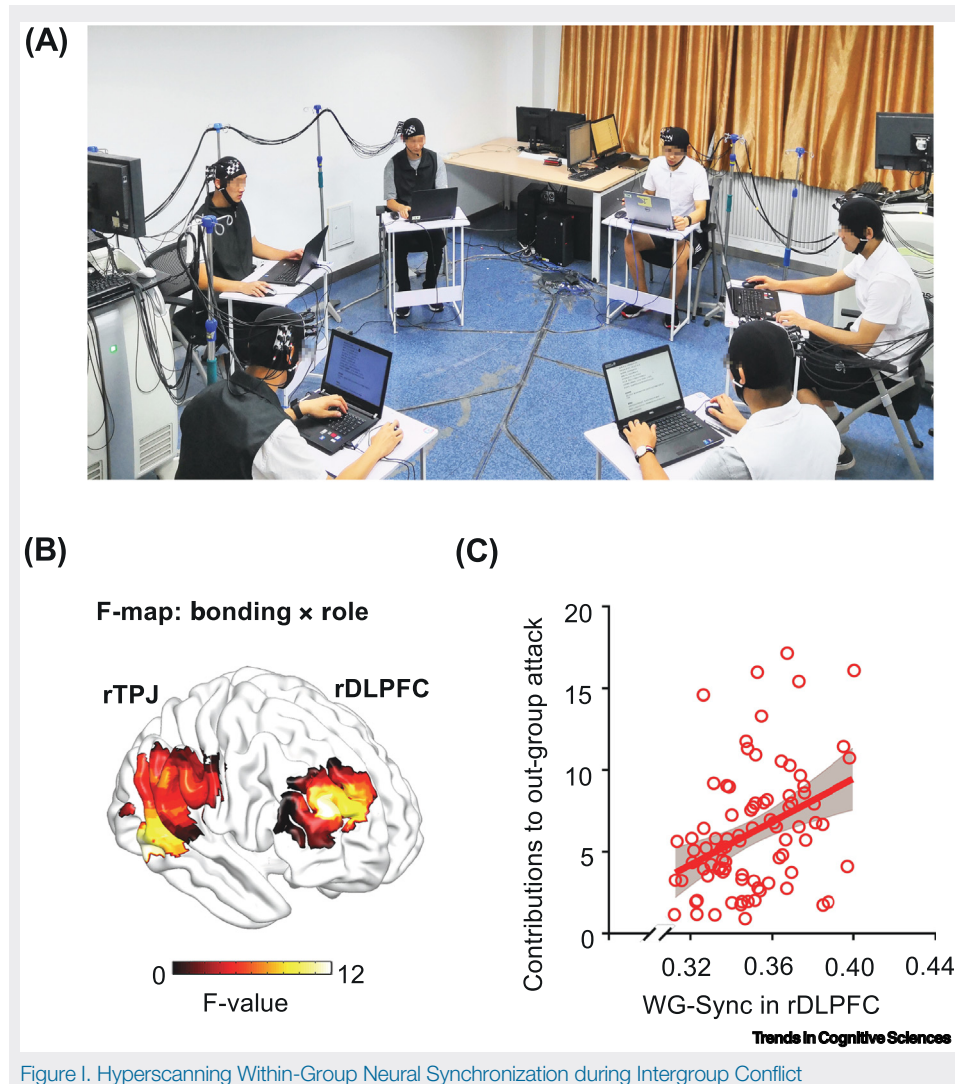 (A)
(B)
F-map: bonding × role
rTPJ
rDLPFC
0
12
F-value
(C)
Contributions to out-group attack
20
15
10
5
0
0.32 0.36 0.40 0.44
WG-Sync in rDLPFC
Trends in Cognitive Sciences
Figure I. Hyperscanning Within-Group Neural Synchronization during Intergroup Conflict